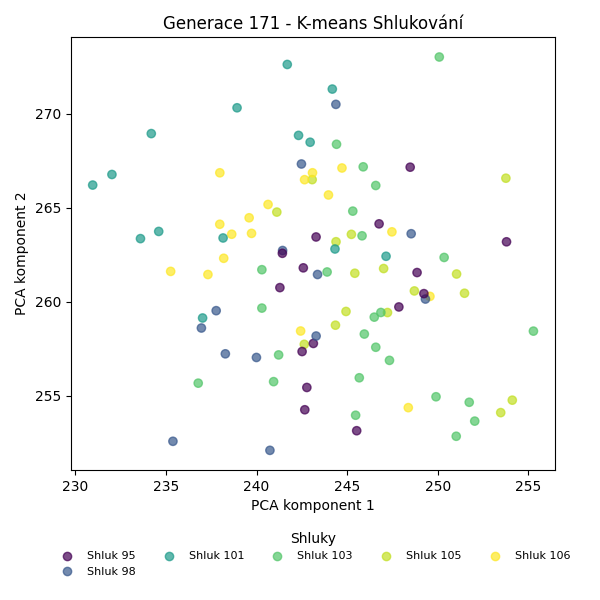 Generace 171 - K-means Shlukování
PCA komponent 2
270
265
260
255
230 235 240 245 250 255
PCA komponent 1
Shluky
Shluk 95 Shluk 101 Shluk 103 Shluk 105 Shluk 106
Shluk 98